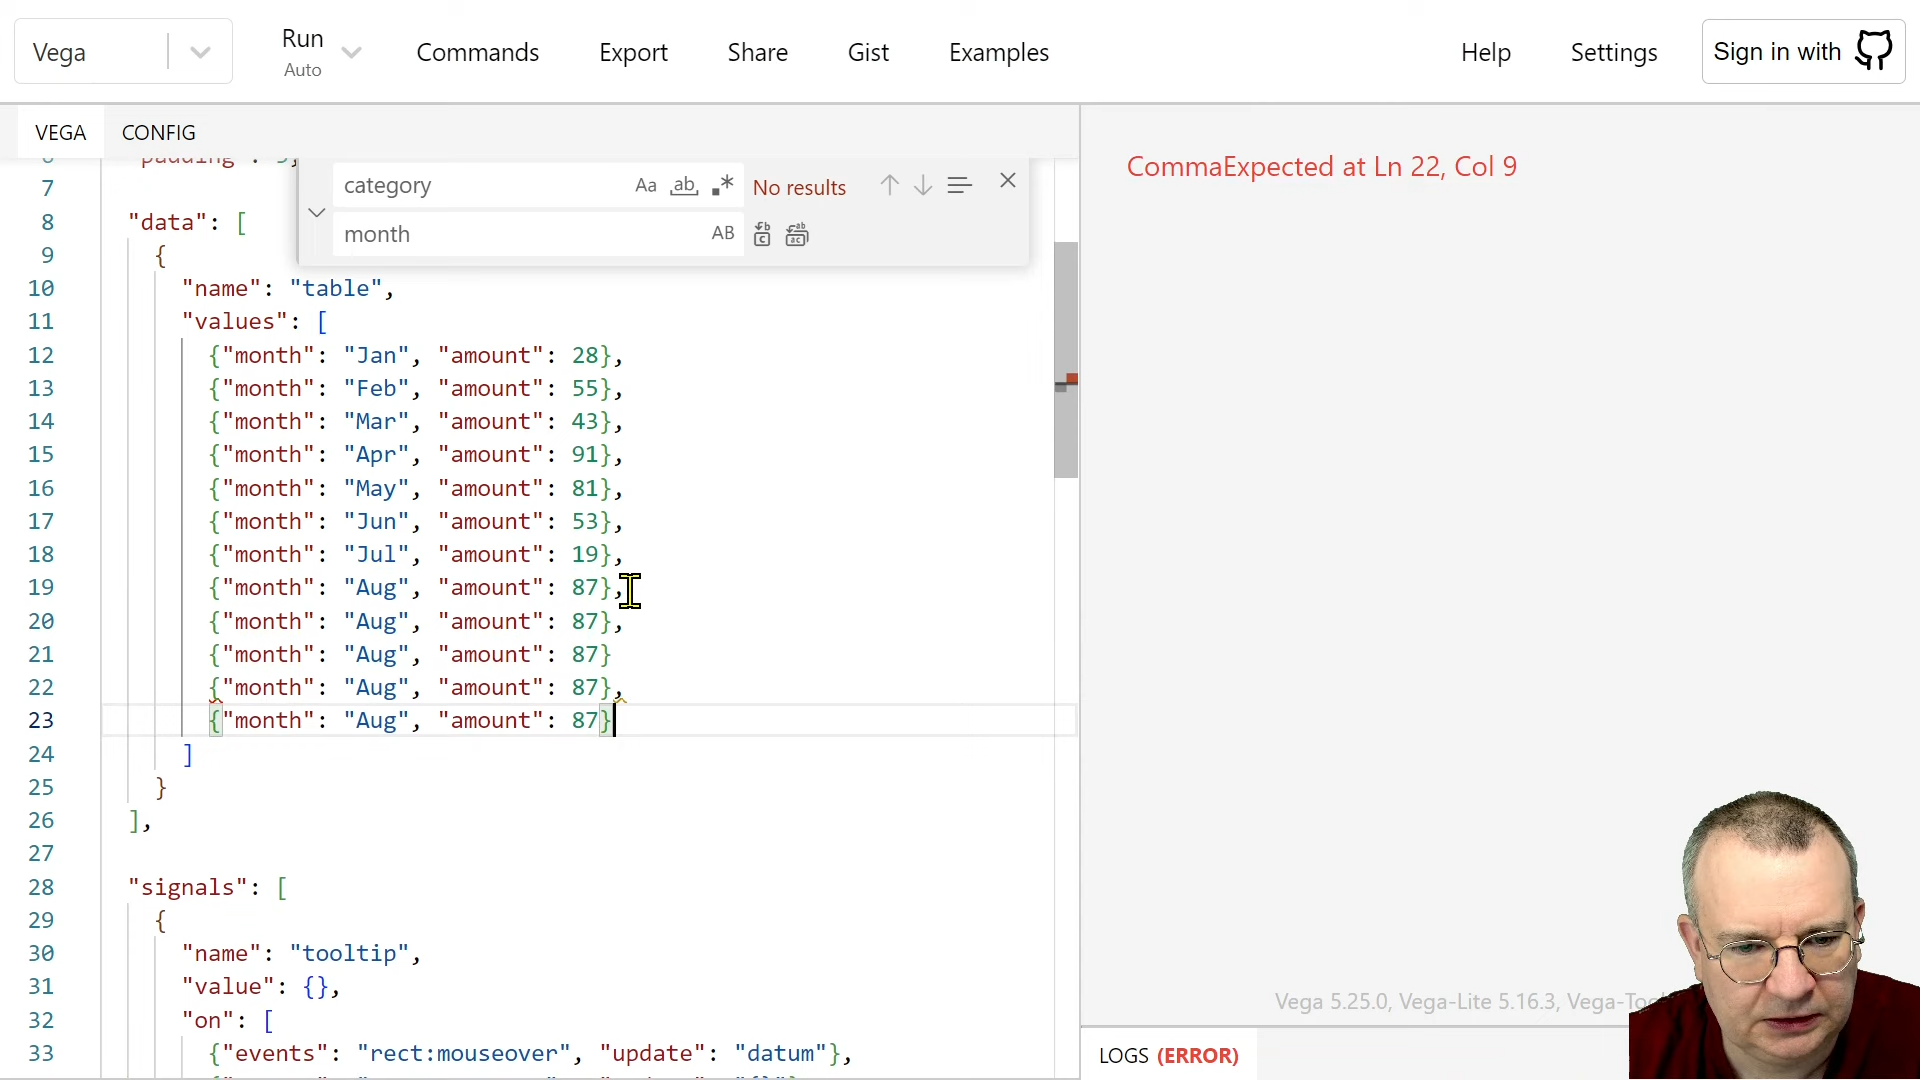 Vega
Run
Auto
Commands
Export
Share
Gist
Examples
Help
Settings
Sign in with
VEGA
CONFIG
category
Aa
ab
No results
month
AB
7
8 "data": [
9 {
10 "name": "table",
11 "values": [
12 {"month": "Jan", "amount": 28},
13 {"month": "Feb", "amount": 55},
14 {"month": "Mar", "amount": 43},
15 {"month": "Apr", "amount": 91},
16 {"month": "May", "amount": 81},
17 {"month": "Jun", "amount": 53},
18 {"month": "Jul", "amount": 19},
19 {"month": "Aug", "amount": 87},
20 {"month": "Aug", "amount": 87},
21 {"month": "Aug", "amount": 87}
22 {"month": "Aug", "amount": 87},
23 {"month": "Aug", "amount": 87}
24 ]
25 }
26 ],
27
28 "signals": [
29 {
30 "name": "tooltip",
31 "value": {},
32 "on": [
33 {"events": "rect:mouseover", "update": "datum"},
CommaExpected at Ln 22, Col 9
Vega 5.25.0, Vega-Lite 5.16.3,
LOGS (ERROR)